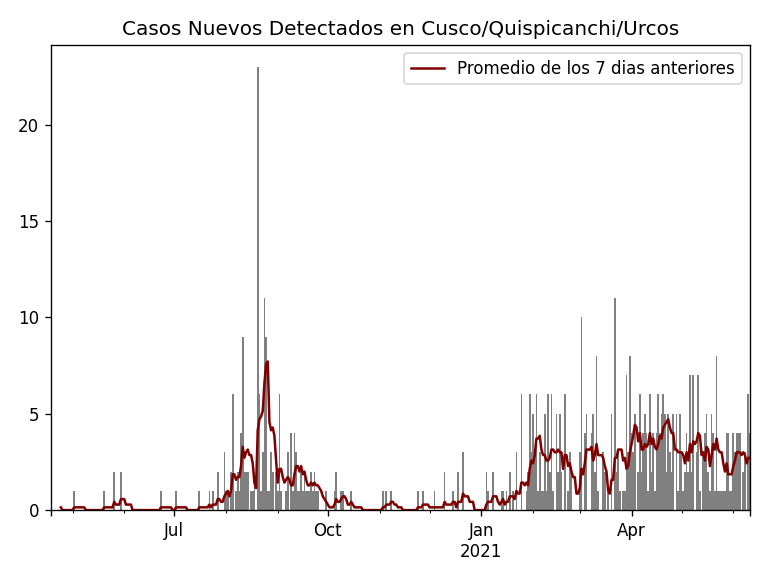 Casos Nuevos Detectados en Cusco/Quispicanchi/Urcos
Promedio de los 7 dias anteriores
20
15
10
5
0
Jul
Oct
Jan
2021
Apr